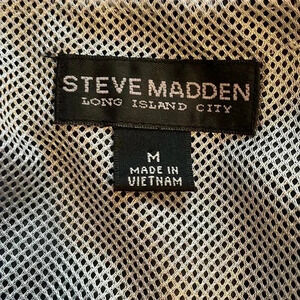 STEVE MADDEN
LONG ISLAND CITY
M
MADE IN
VIETNAM